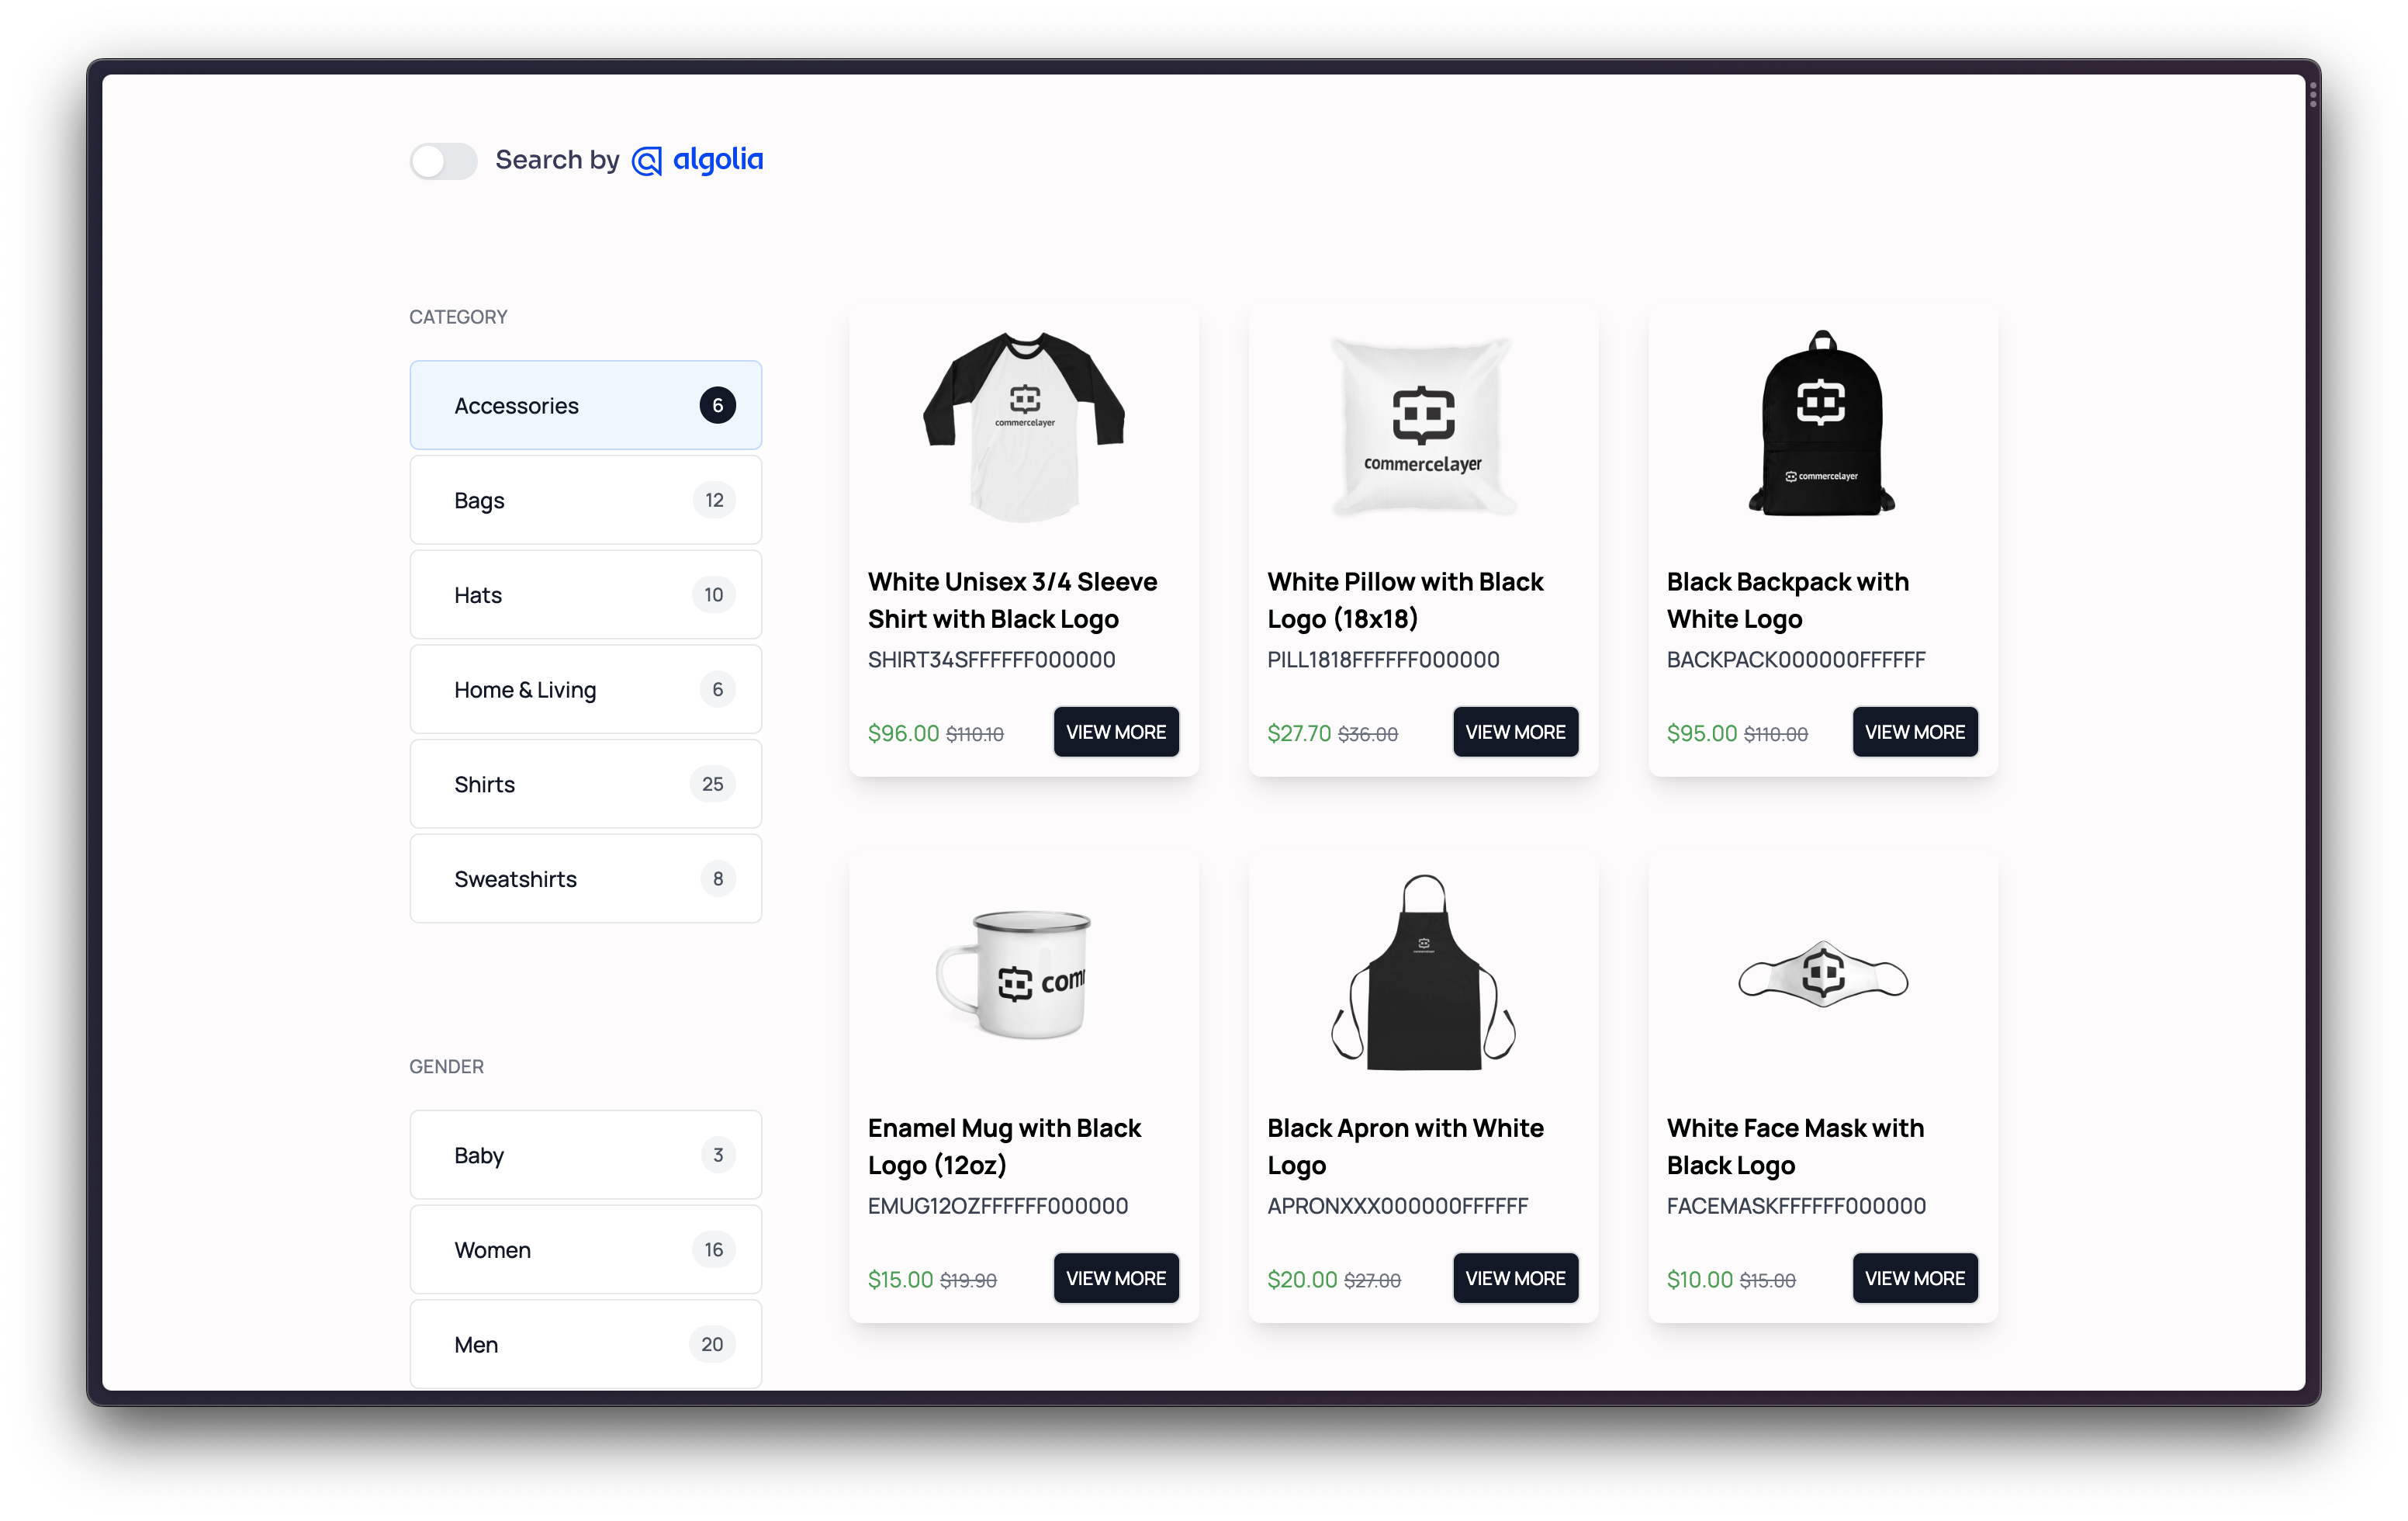 Search by algolia
CATEGORY
Accessories 6
Bags 12
Hats 10
Home & Living 6
Shirts 25
Sweatshirts 8
GENDER
Baby 3
Women 16
Men 20
commercelayer
White Unisex 3/4 Sleeve
Shirt with Black Logo
SHIRT34SFFFFFF000000
$96.00 $110.10 VIEW MORE
commercelayer
White Pillow with Black
Logo (18x18)
PILL1818FFFFFF000000
$27.70 $36.00 VIEW MORE
commercelayer
Black Backpack with
White Logo
BACKPACK000000FFFFFF
$95.00 $110.00 VIEW MORE
com
Enamel Mug with Black
Logo (12oz)
EMUG12OZFFFFFF000000
$15.00 $19.90 VIEW MORE
Black Apron with White
Logo
APRONXXX000000FFFFFF
$20.00 $27.00 VIEW MORE
White Face Mask with
Black Logo
FACEMASKFFFFFF000000
$10.00 $15.00 VIEW MORE